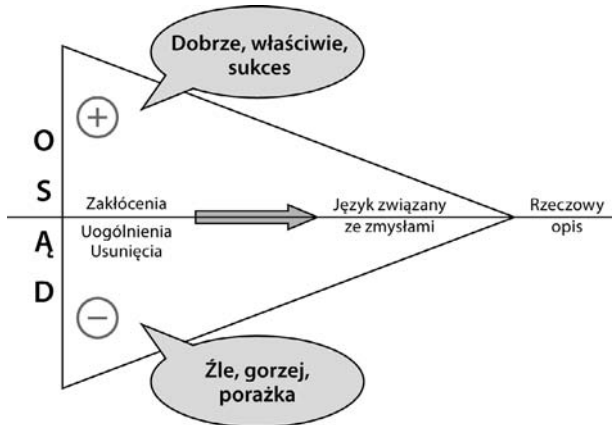 Dobrze, właściwie,
sukces
+
O
S
Ą
D
Zakłócenia
Uogólnienia
Usunięcia
Język związany
ze zmysłami
Rzeczowy
opis
−
Źle, gorzej,
porażka